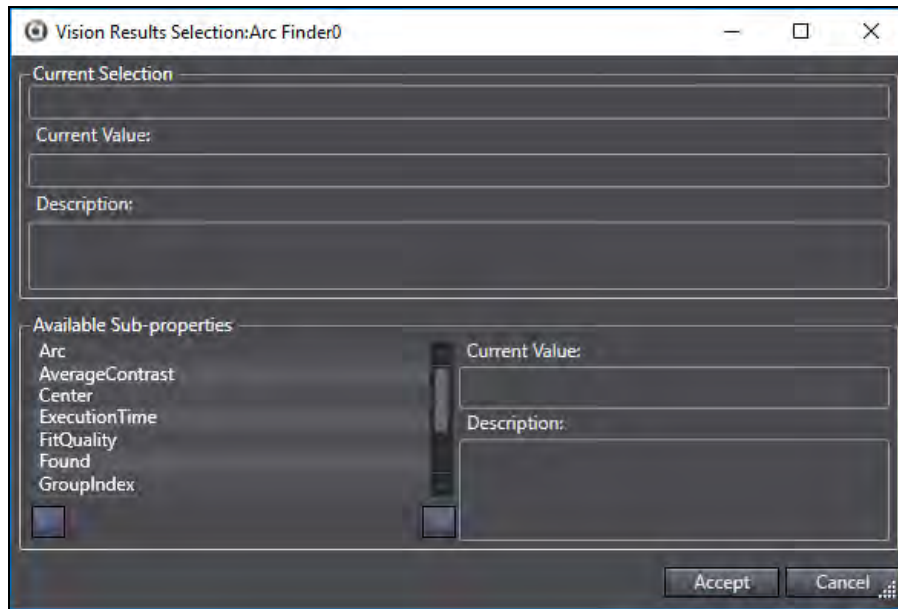 Vision Results Selection:Arc Finder0
Current Selection
Current Value:
Description:
Available Sub-properties
Arc
AverageContrast
Center
ExecutionTime
FitQuality
Found
GroupIndex
Current Value:
Description:
Accept
Cancel